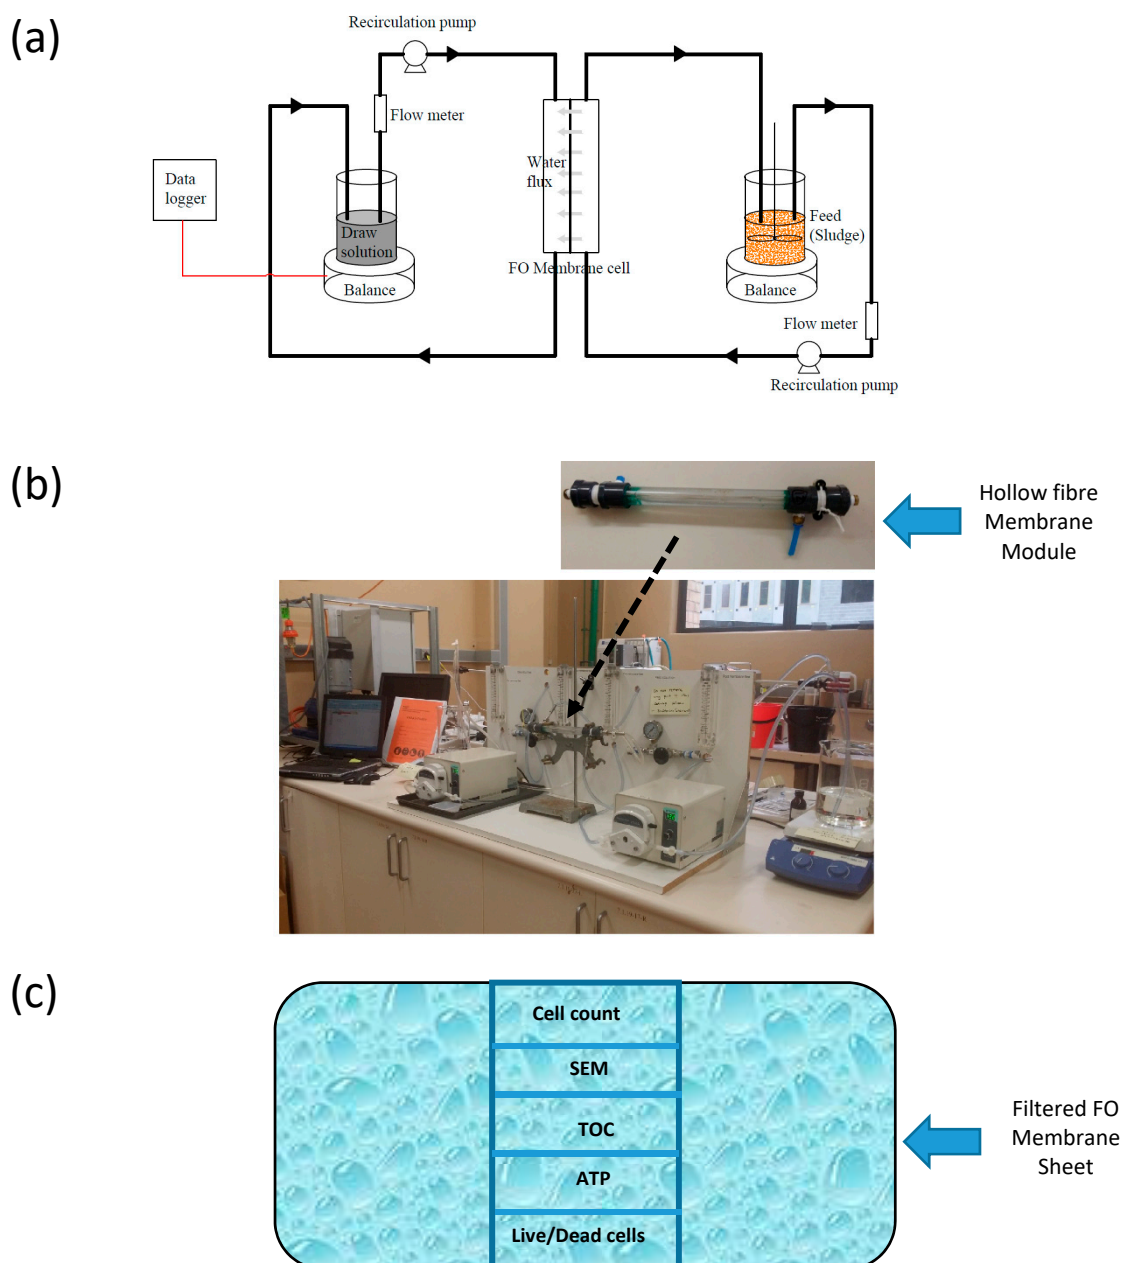 (a)
Recirculation pump
Flow meter
Data
logger
Draw
solution
Balance
Water
flux
FO Membrane cell
Feed
(Sludge)
Balance
Flow meter
Recirculation pump
(b)
Hollow fibre
Membrane
Module
(c)
Cell count
SEM
TOC
ATP
Live/Dead cells
Filtered FO
Membrane
Sheet